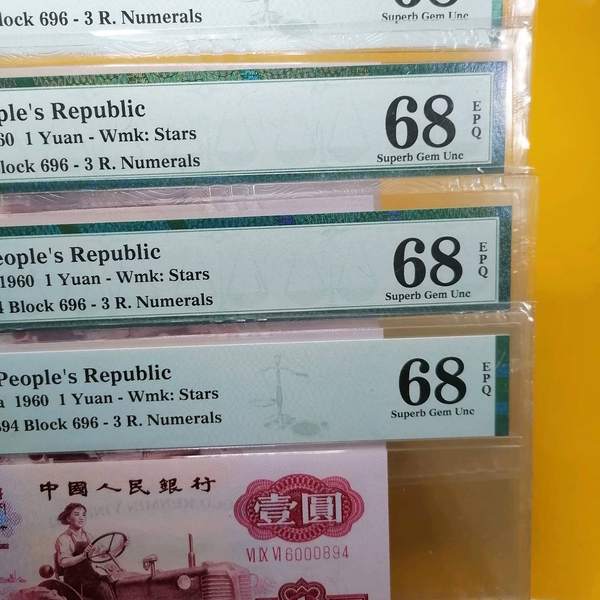 lock 696 - 3 R. Numerals
68
Superb Gem Unc
ple's Republic
60 1 Yuan - Wmk: Stars
lock 696 - 3 R. Numerals
68
EPQ
Superb Gem Unc
eople's Republic
1960 1 Yuan - Wmk: Stars
4 Block 696 - 3 R. Numerals
68
EPQ
Superb Gem Unc
People's Republic
a 1960 1 Yuan - Wmk: Stars
894 Block 696 - 3 R. Numerals
68
EPQ
Superb Gem Unc
中國人民銀行
壹圓
VI IX VI 6000894